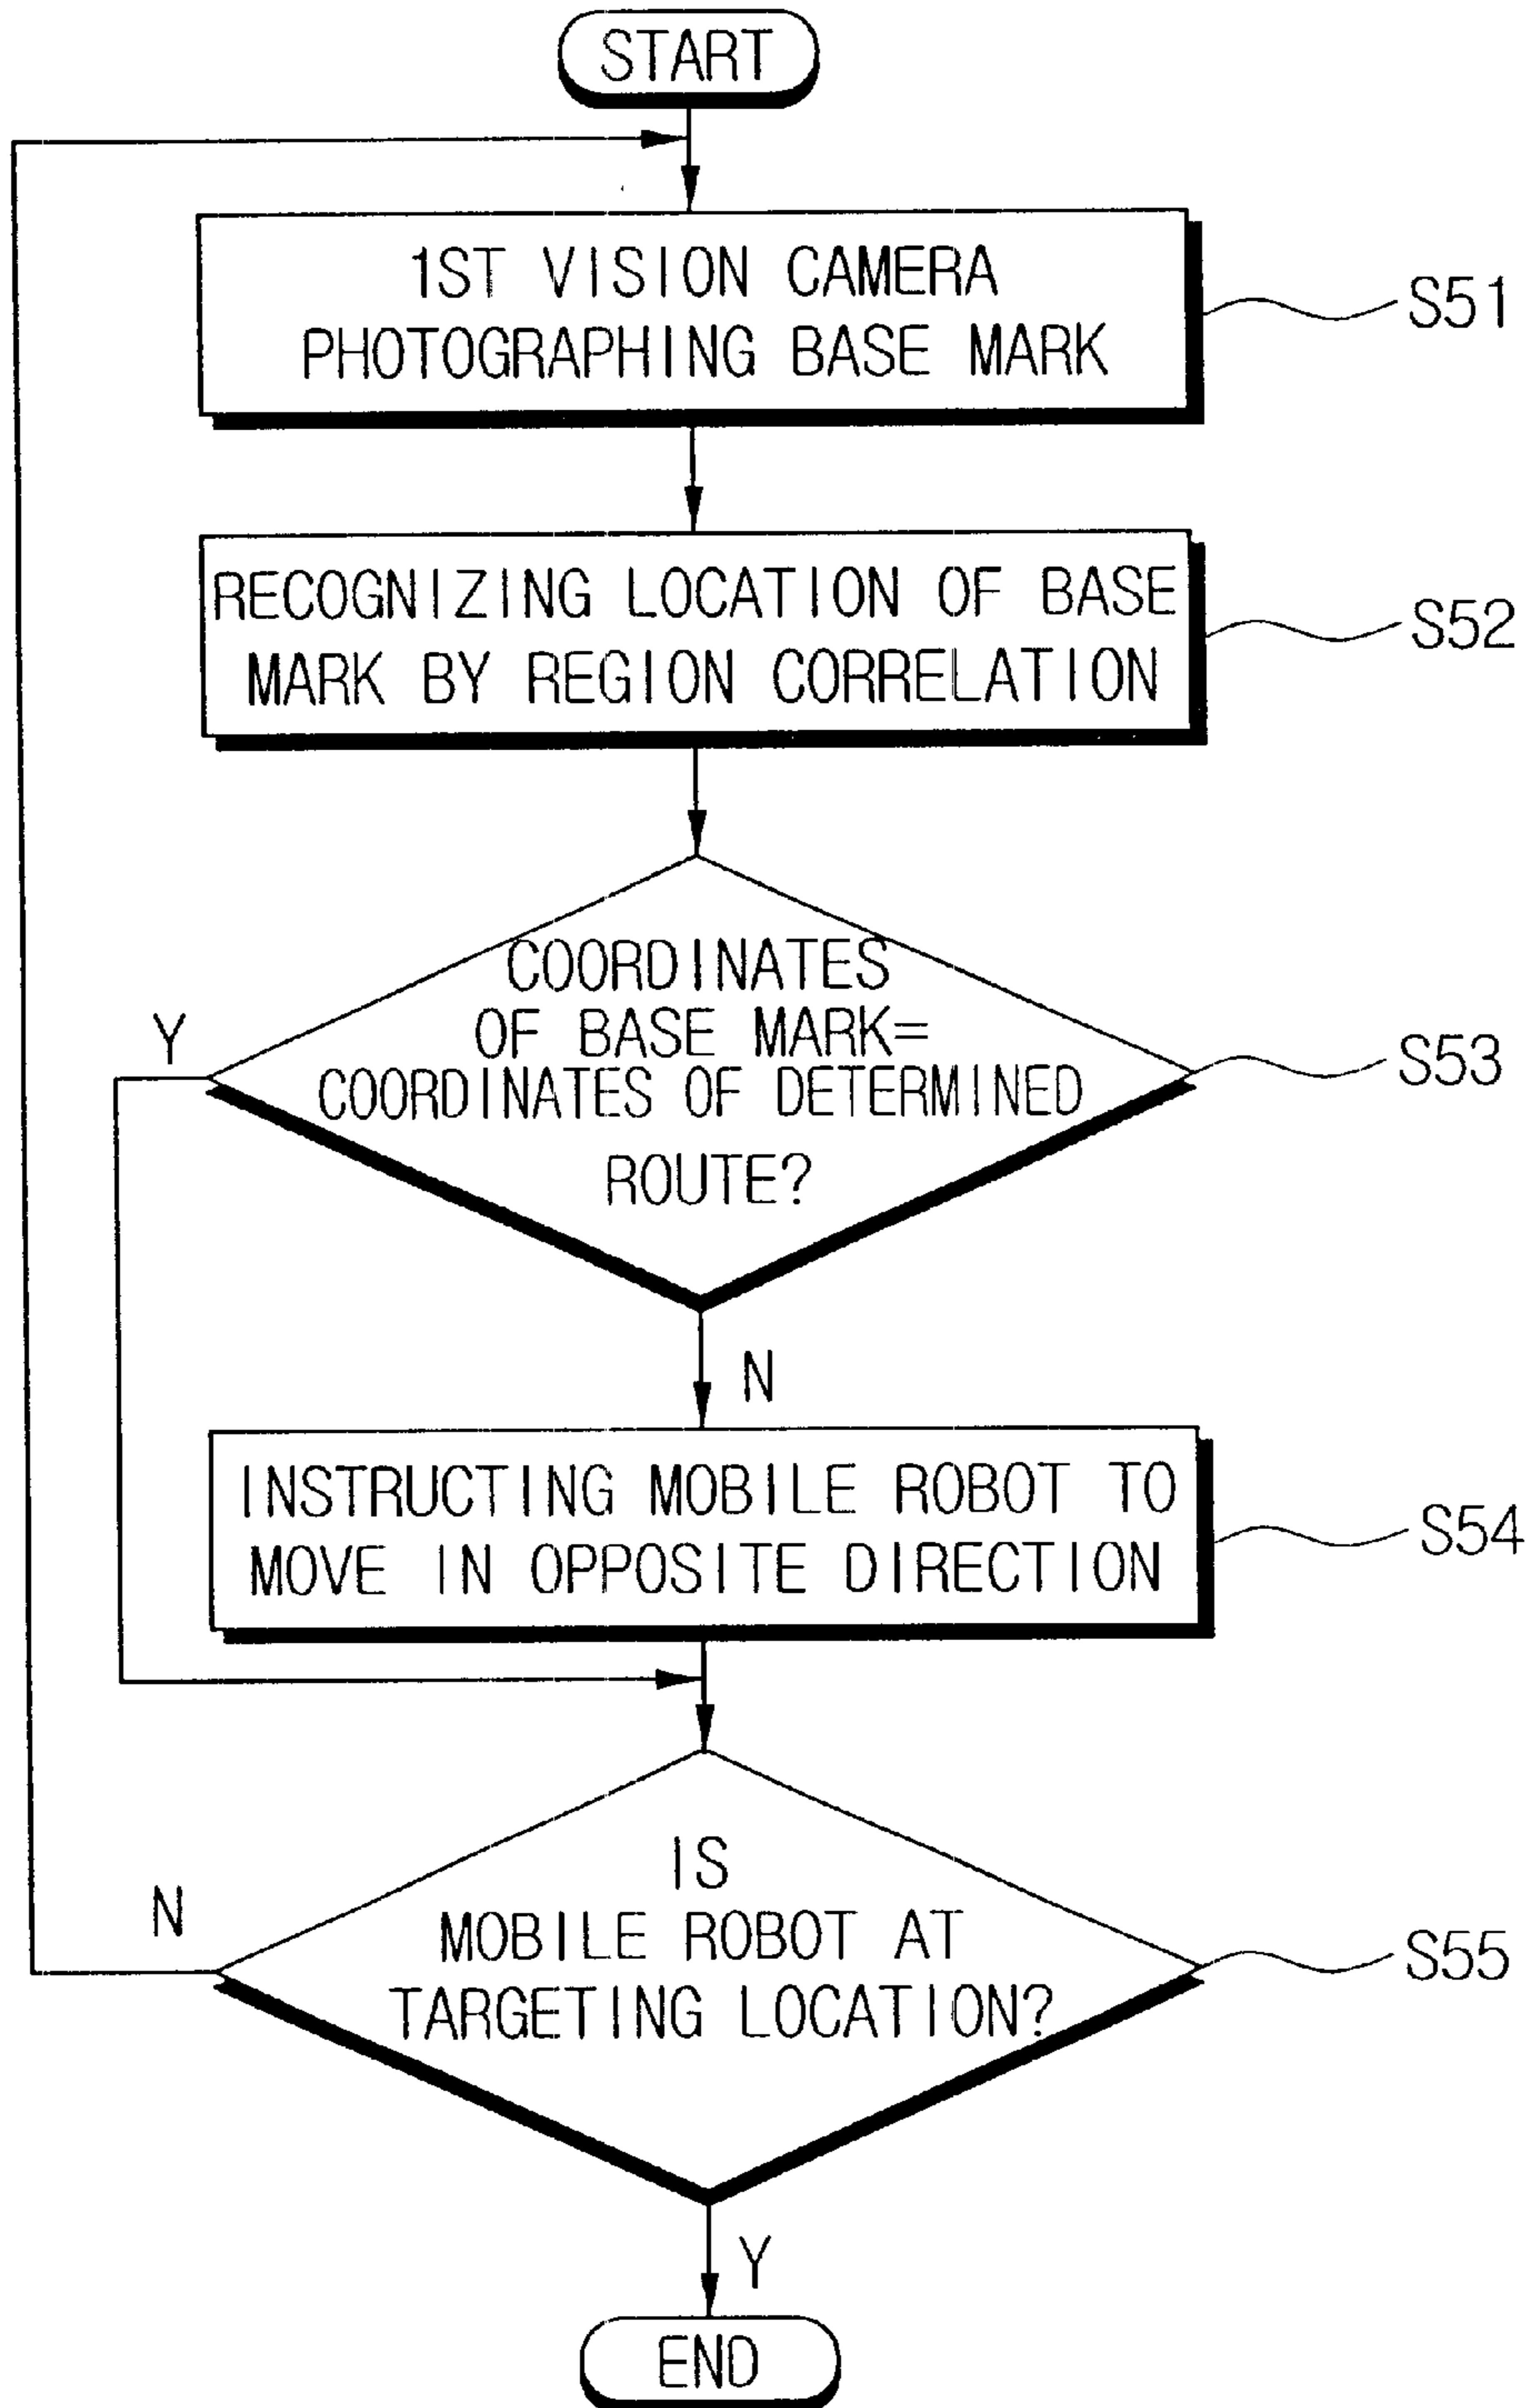 START
1ST VISION CAMERA
PHOTOGRAPHING BASE MARK
S51
RECOGNIZING LOCATION OF BASE
MARK BY REGION CORRELATION
S52
COORDINATES
OF BASE MARK=
COORDINATES OF DETERMINED
ROUTE?
Y
S53
N
INSTRUCTING MOBILE ROBOT TO
MOVE IN OPPOSITE DIRECTION
S54
IS
MOBILE ROBOT AT
TARGETING LOCATION?
N
S55
Y
END